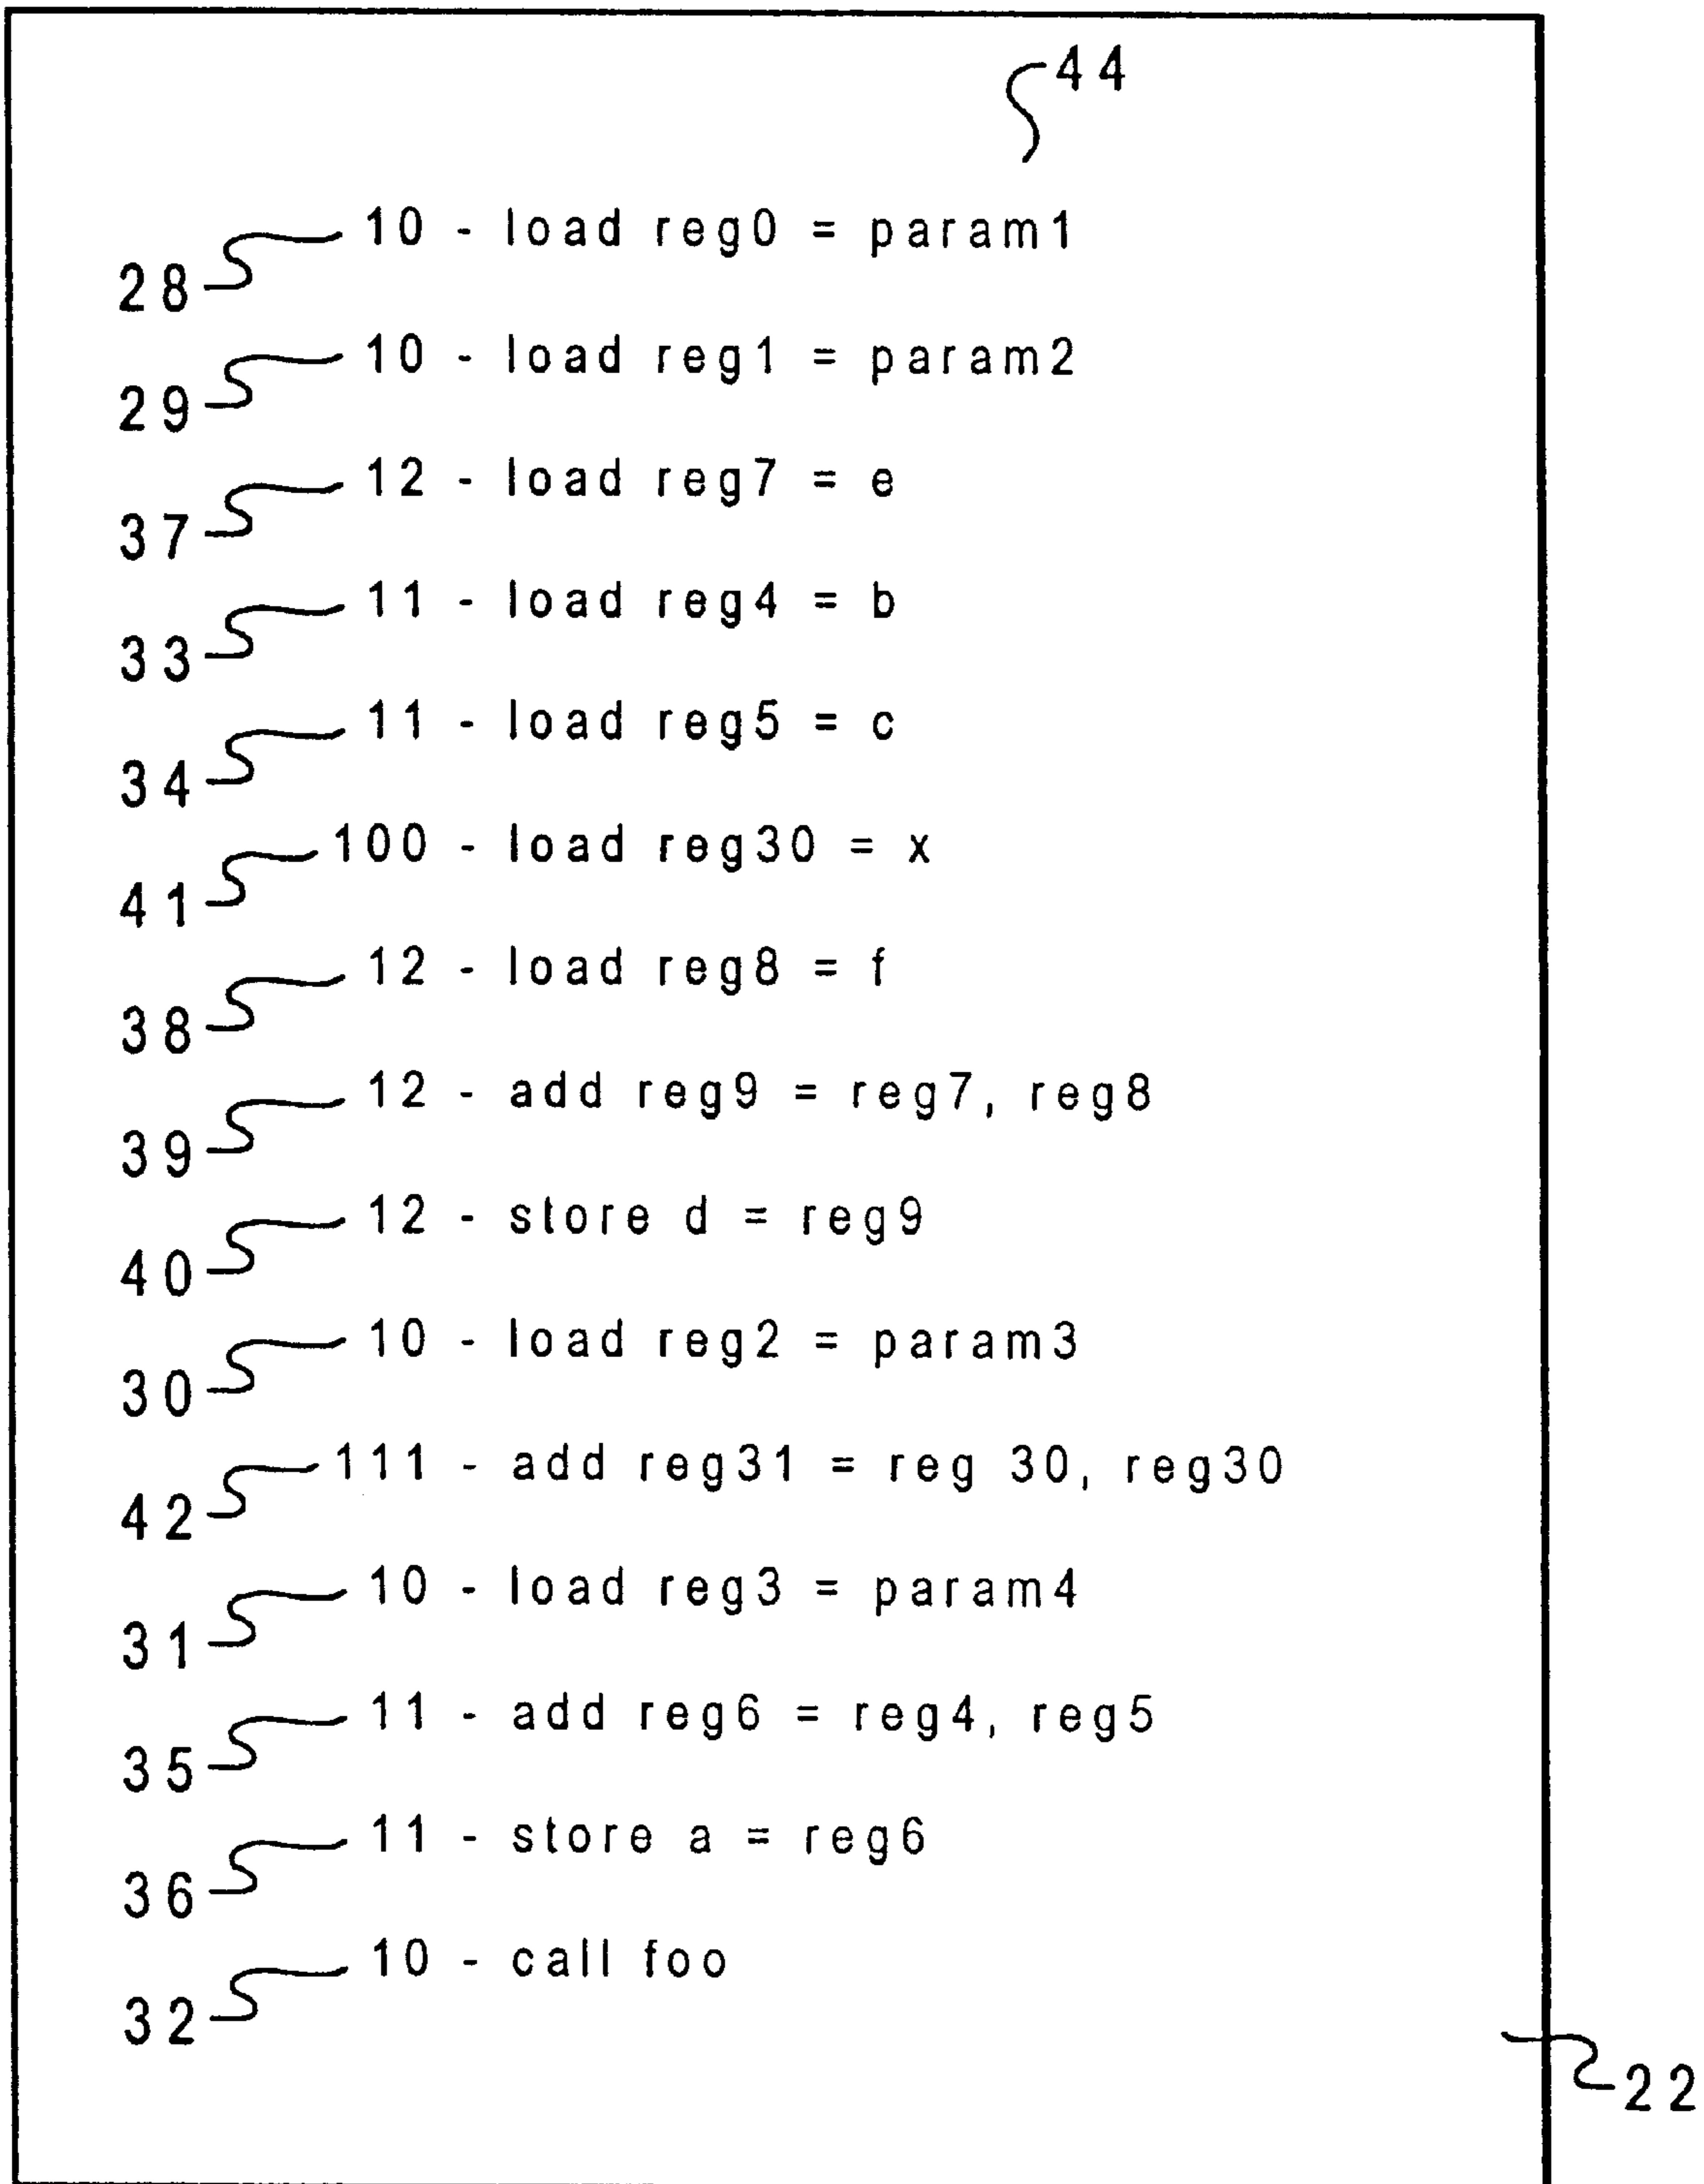 44
10 - load reg0 = param1
28
10 - load reg1 = param2
29
12 - load reg7 = e
37
11 - load reg4 = b
33
11 - load reg5 = c
34
100 - load reg30 = x
41
12 - load reg8 = f
38
12 - add reg9 = reg7, reg8
39
12 - store d = reg9
40
10 - load reg2 = param3
30
111 - add reg31 = reg 30, reg30
42
10 - load reg3 = param4
31
11 - add reg6 = reg4, reg5
35
11 - store a = reg6
36
10 - call foo
32
22